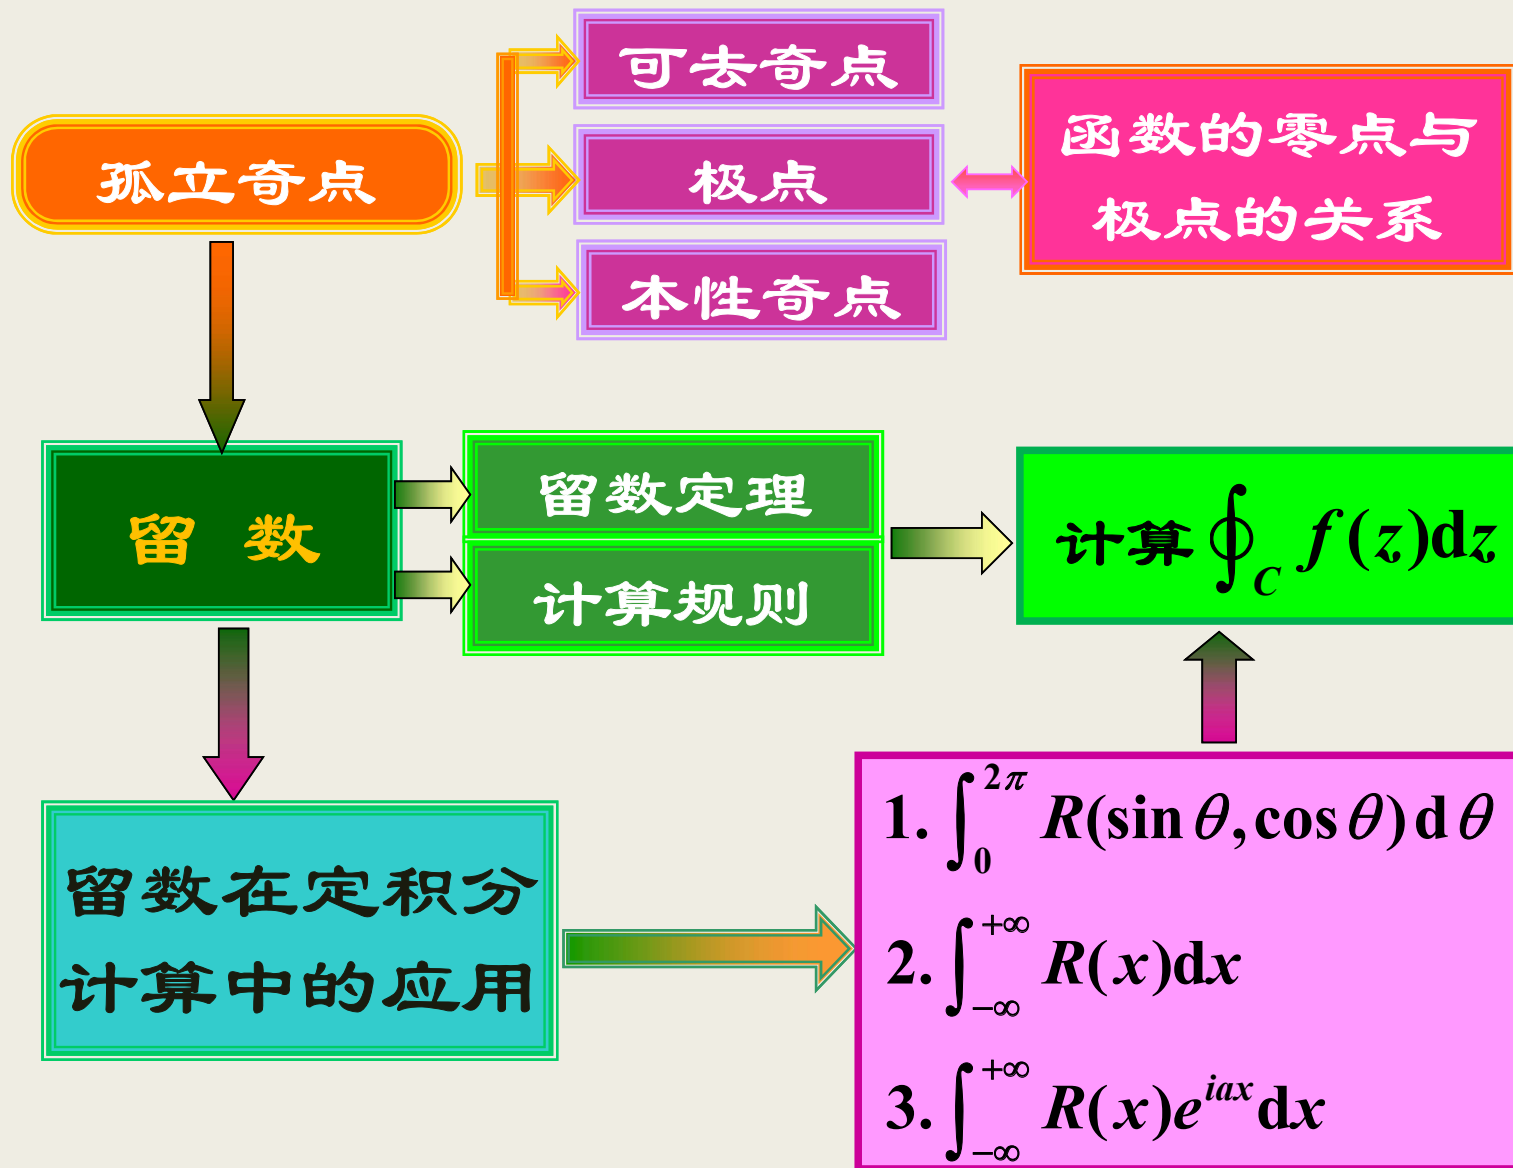 可去奇点
孤立奇点
极点
函数的零点与
极点的关系
本性奇点
留 数
留数定理
计算规则
计算∮_C f(z)dz
留数在定积分
计算中的应用
1. ∫_0^{2π} R(sin θ, cos θ) d θ
2. ∫_{−∞}^{+∞} R(x)dx
3. ∫_{−∞}^{+∞} R(x)e^{iax}dx